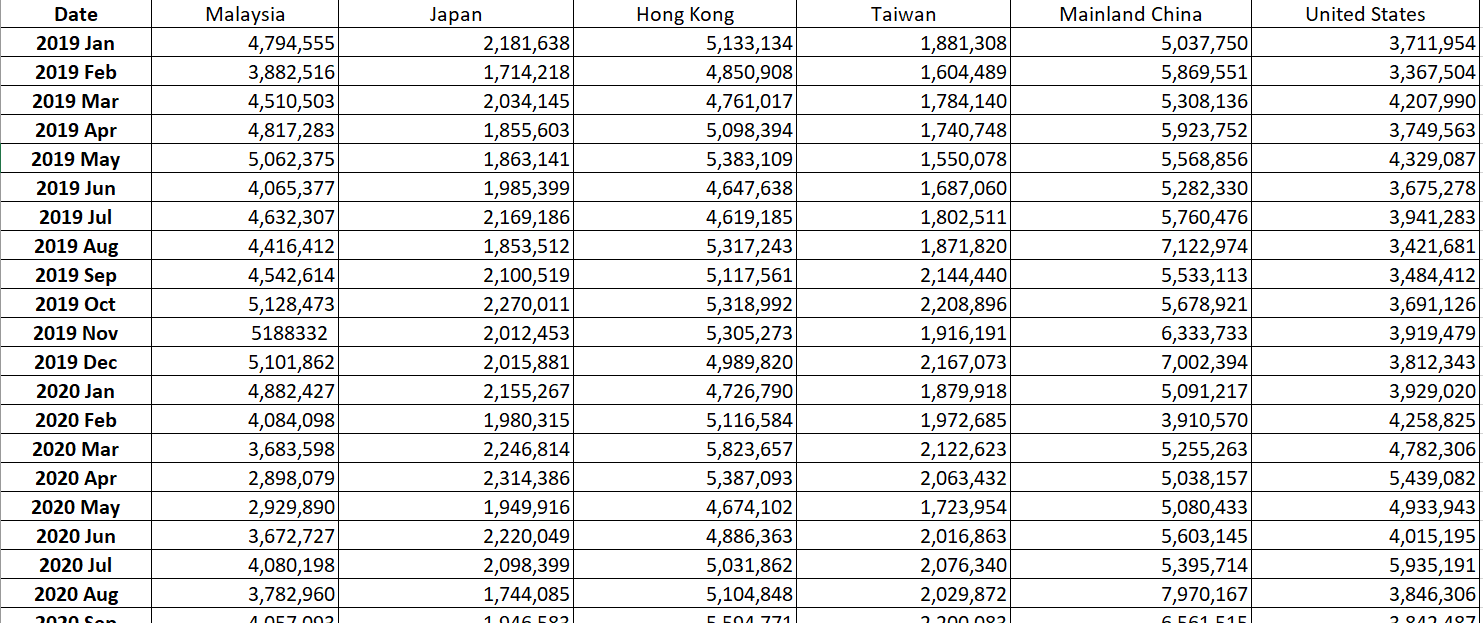 Date Malaysia Japan Hong Kong Taiwan Mainland China United States
2019 Jan 4,794,555 2,181,638 5,133,134 1,881,308 5,037,750 3,711,954
2019 Feb 3,882,516 1,714,218 4,850,908 1,604,489 5,869,551 3,367,504
2019 Mar 4,510,503 2,034,145 4,761,017 1,784,140 5,308,136 4,207,990
2019 Apr 4,817,283 1,855,603 5,098,394 1,740,748 5,923,752 3,749,563
2019 May 5,062,375 1,863,141 5,383,109 1,550,078 5,568,856 4,329,087
2019 Jun 4,065,377 1,985,399 4,647,638 1,687,060 5,282,330 3,675,278
2019 Jul 4,632,307 2,169,186 4,619,185 1,802,511 5,760,476 3,941,283
2019 Aug 4,416,412 1,853,512 5,317,243 1,871,820 7,122,974 3,421,681
2019 Sep 4,542,614 2,100,519 5,117,561 2,144,440 5,533,113 3,484,412
2019 Oct 5,128,473 2,270,011 5,318,992 2,208,896 5,678,921 3,691,126
2019 Nov 5188332 2,012,453 5,305,273 1,916,191 6,333,733 3,919,479
2019 Dec 5,101,862 2,015,881 4,989,820 2,167,073 7,002,394 3,812,343
2020 Jan 4,882,427 2,155,267 4,726,790 1,879,918 5,091,217 3,929,020
2020 Feb 4,084,098 1,980,315 5,116,584 1,972,685 3,910,570 4,258,825
2020 Mar 3,683,598 2,246,814 5,823,657 2,122,623 5,255,263 4,782,306
2020 Apr 2,898,079 2,314,386 5,387,093 2,063,432 5,038,157 5,439,082
2020 May 2,929,890 1,949,916 4,674,102 1,723,954 5,080,433 4,933,943
2020 Jun 3,672,727 2,220,049 4,886,363 2,016,863 5,603,145 4,015,195
2020 Jul 4,080,198 2,098,399 5,031,862 2,076,340 5,395,714 5,935,191
2020 Aug 3,782,960 1,744,085 5,104,848 2,029,872 7,970,167 3,846,306
2020 Sep